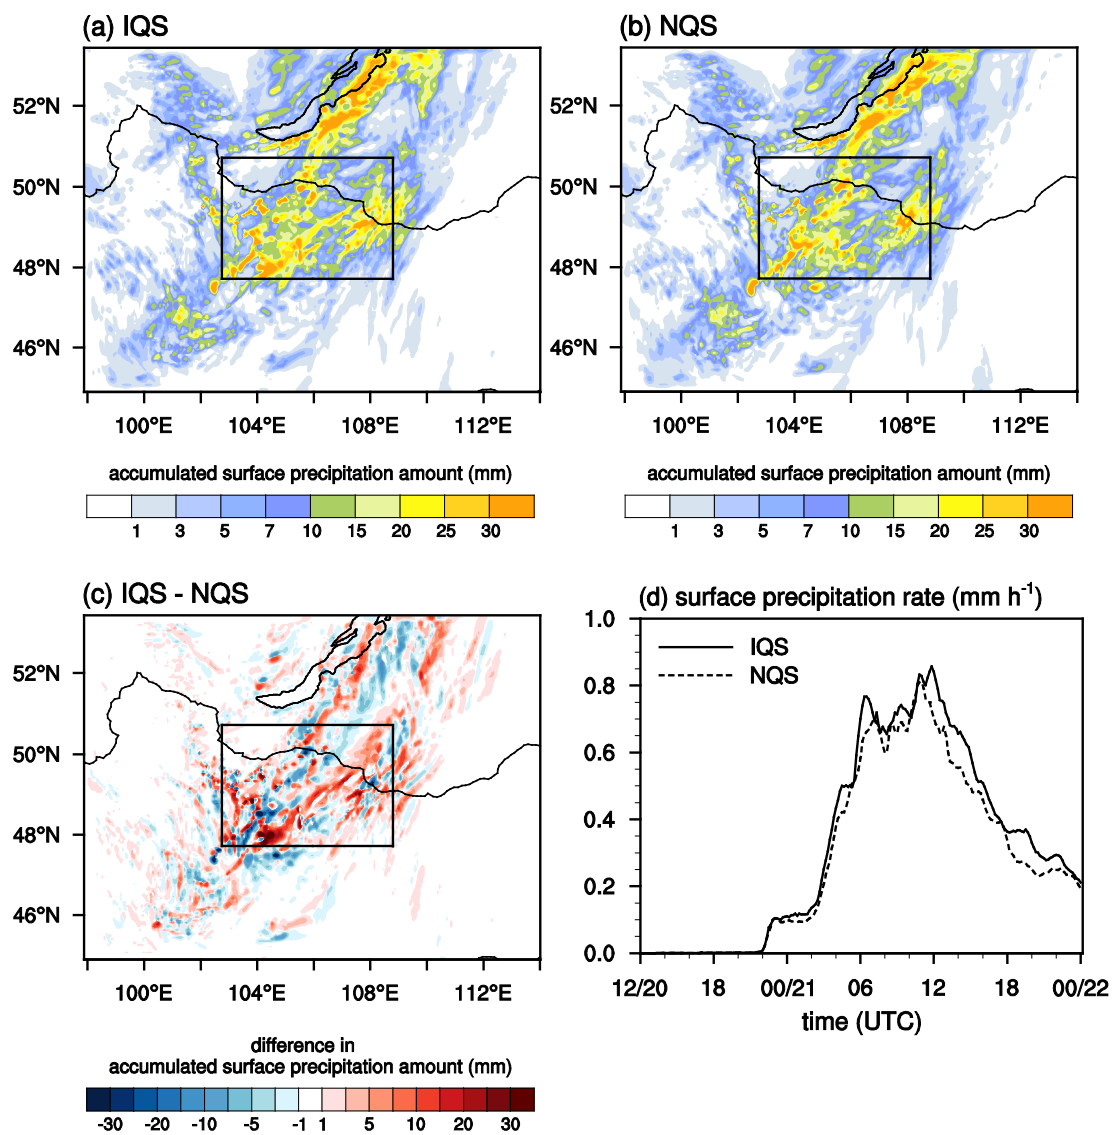 (a) IQS
(b) NQS
52°N
50°N
48°N
46°N
100°E 104°E 108°E 112°E
52°N
50°N
48°N
46°N
100°E 104°E 108°E 112°E
accumulated surface precipitation amount (mm)
1 3 5 7 10 15 20 25 30
accumulated surface precipitation amount (mm)
1 3 5 7 10 15 20 25 30
(c) IQS - NQS
52°N
50°N
48°N
46°N
100°E 104°E 108°E 112°E
difference in
accumulated surface precipitation amount (mm)
-30 -20 -10 -5 -1 1 5 10 20 30
(d) surface precipitation rate (mm h⁻¹)
1.0
0.8
0.6
0.4
0.2
0.0
IQS
NQS
12/20 18 00/21 06 12 00/22
time (UTC)